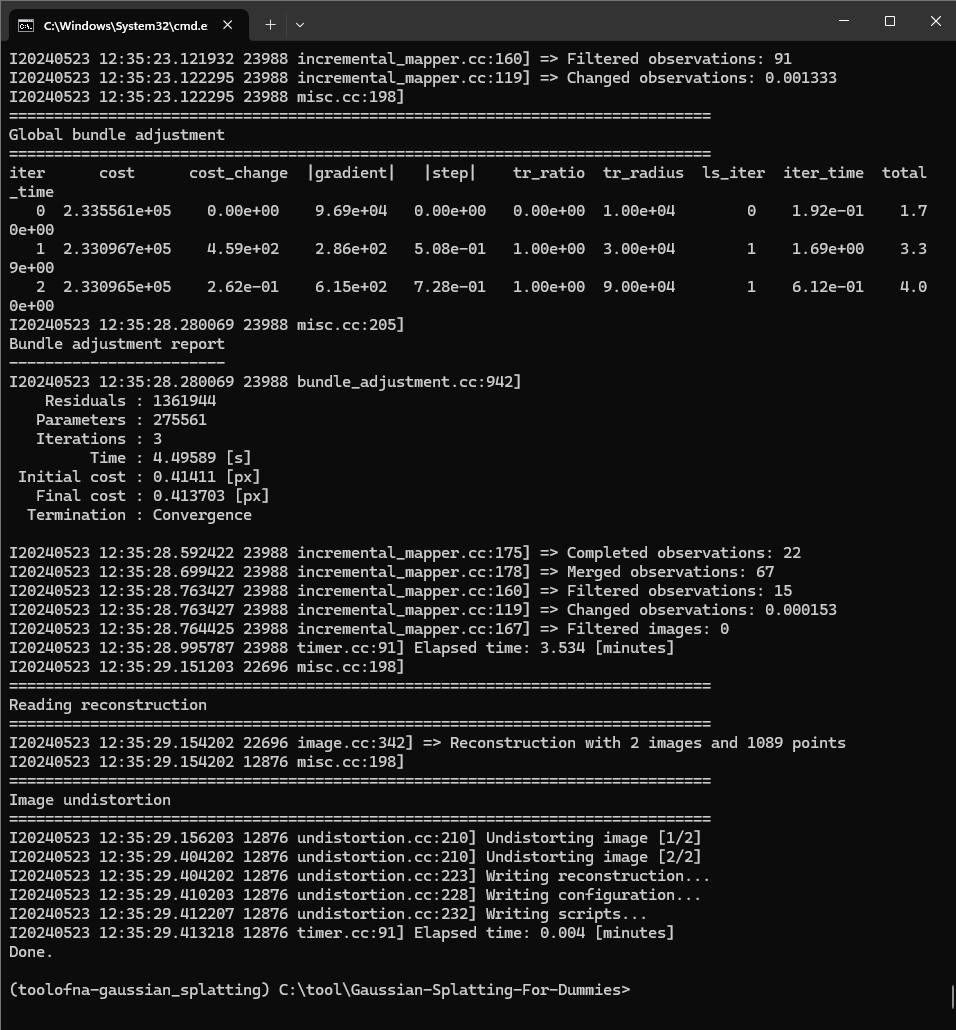 C:\Windows\System32\cmd.e
I20240523 12:35:23.121932 23988 incremental_mapper.cc:160] => Filtered observations: 91
I20240523 12:35:23.122295 23988 incremental_mapper.cc:119] => Changed observations: 0.001333
I20240523 12:35:23.122295 23988 misc.cc:198]
==============================================================================
Global bundle adjustment
==============================================================================
iter      cost      cost_change  |gradient|   |step|    tr_ratio  tr_radius  ls_iter  iter_time  total
_time
   0  2.335561e+05    0.00e+00    9.69e+04   0.00e+00   0.00e+00  1.00e+04        0    1.92e-01    1.7
0e+00
   1  2.330967e+05    4.59e+02    2.86e+02   5.08e-01   1.00e+00  3.00e+04        1    1.69e+00    3.3
9e+00
   2  2.330965e+05    2.62e-01    6.15e+02   7.28e-01   1.00e+00  9.00e+04        1    6.12e-01    4.0
0e+00
I20240523 12:35:28.280069 23988 misc.cc:205]
Bundle adjustment report
------------------------
I20240523 12:35:28.280069 23988 bundle_adjustment.cc:942]
    Residuals : 1361944
   Parameters : 275561
   Iterations : 3
         Time : 4.49589 [s]
 Initial cost : 0.41411 [px]
   Final cost : 0.413703 [px]
  Termination : Convergence
I20240523 12:35:28.592422 23988 incremental_mapper.cc:175] => Completed observations: 22
I20240523 12:35:28.699422 23988 incremental_mapper.cc:178] => Merged observations: 67
I20240523 12:35:28.763427 23988 incremental_mapper.cc:160] => Filtered observations: 15
I20240523 12:35:28.763427 23988 incremental_mapper.cc:119] => Changed observations: 0.000153
I20240523 12:35:28.764425 23988 incremental_mapper.cc:167] => Filtered images: 0
I20240523 12:35:28.995787 23988 timer.cc:91] Elapsed time: 3.534 [minutes]
I20240523 12:35:29.151203 22696 misc.cc:198]
==============================================================================
Reading reconstruction
==============================================================================
I20240523 12:35:29.154202 22696 image.cc:342] => Reconstruction with 2 images and 1089 points
I20240523 12:35:29.154202 12876 misc.cc:198]
==============================================================================
Image undistortion
==============================================================================
I20240523 12:35:29.156203 12876 undistortion.cc:210] Undistorting image [1/2]
I20240523 12:35:29.404202 12876 undistortion.cc:210] Undistorting image [2/2]
I20240523 12:35:29.404202 12876 undistortion.cc:223] Writing reconstruction...
I20240523 12:35:29.410203 12876 undistortion.cc:228] Writing configuration...
I20240523 12:35:29.412207 12876 undistortion.cc:232] Writing scripts...
I20240523 12:35:29.413218 12876 timer.cc:91] Elapsed time: 0.004 [minutes]
Done.
(toolofna-gaussian_splatting) C:\tool\Gaussian-Splatting-For-Dummies>